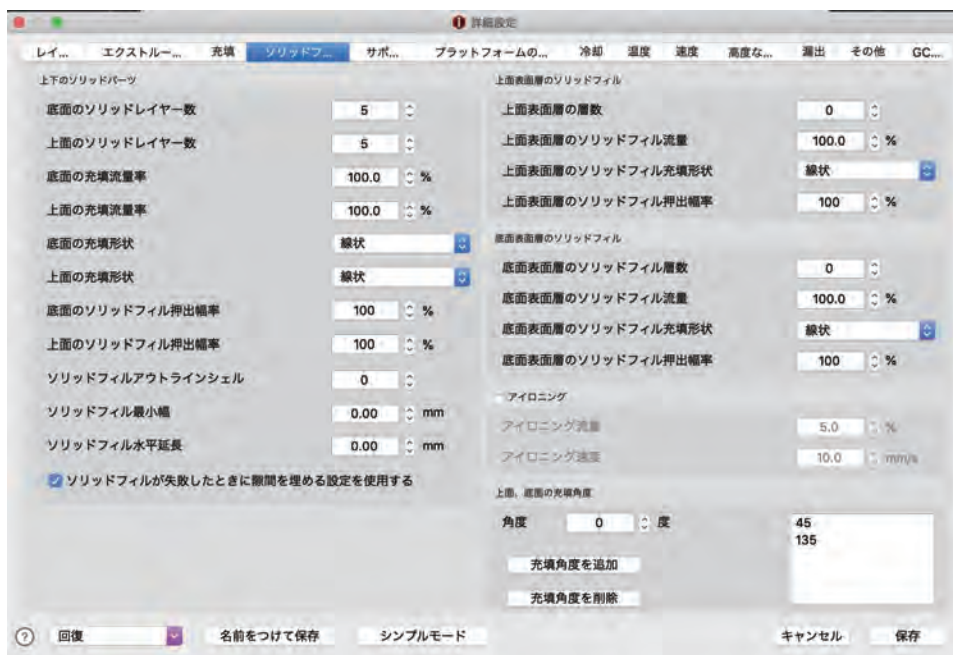 詳細設定
レイ... エクストルー... 充填 ソリッドフ... サポ... プラットフォームの... 冷却 温度 速度 高度な... 漏出 その他 GC...
上下のソリッドパーツ
底面のソリッドレイヤー数 5
上面のソリッドレイヤー数 5
底面の充填流量率 100.0 %
上面の充填流量率 100.0 %
底面の充填形状 線状
上面の充填形状 線状
底面のソリッドフィル押出幅率 100 %
上面のソリッドフィル押出幅率 100 %
ソリッドフィルアウトラインシェル 0
ソリッドフィル最小幅 0.00 mm
ソリッドフィル水平延長 0.00 mm
ソリッドフィルが失敗したときに隙間を埋める設定を使用する
上面表面層のソリッドフィル
上面表面層の層数 0
上面表面層のソリッドフィル流量 100.0 %
上面表面層のソリッドフィル充填形状 線状
上面表面層のソリッドフィル押出幅率 100 %
底面表面層のソリッドフィル
底面表面層のソリッドフィル層数 0
底面表面層のソリッドフィル流量 100.0 %
底面表面層のソリッドフィル充填形状 線状
底面表面層のソリッドフィル押出幅率 100 %
アイロニング
アイロニング流量 5.0 %
アイロニング速度 10.0 mm/s
上面、底面の充填角度
角度 0 度
45
135
充填角度を追加
充填角度を削除
? 回復 名前をつけて保存 シンプルモード キャンセル 保存